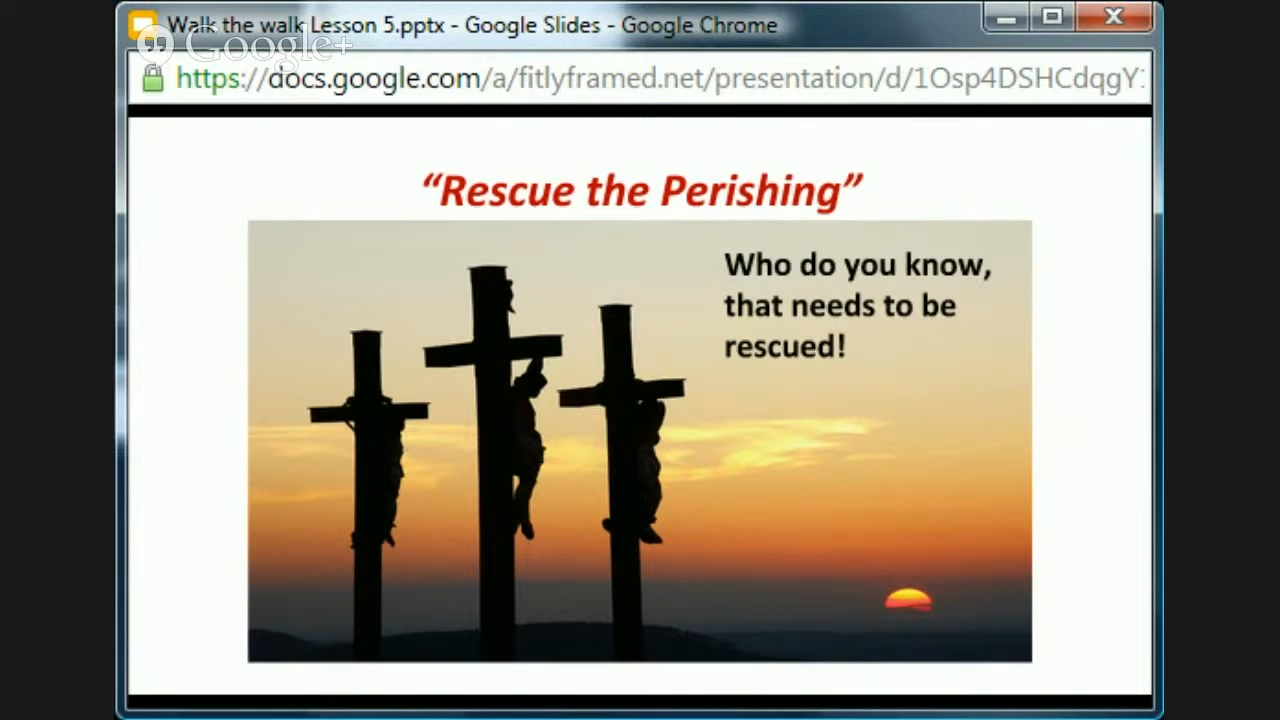 Walk the walk Lesson 5.pptx - Google Slides - Google Chrome
Google+
https://docs.google.com/a/fitlyframed.net/presentation/d/1Osp4DSHCdqgY
“Rescue the Perishing”
Who do you know,
that needs to be
rescued!